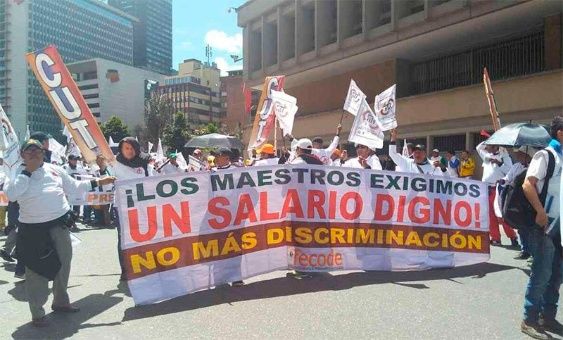 CUT
¡LOS MAESTROS EXIGIMOS
UN SALARIO DIGNO!
NO MÁS DISCRIMINACIÓN
fecode